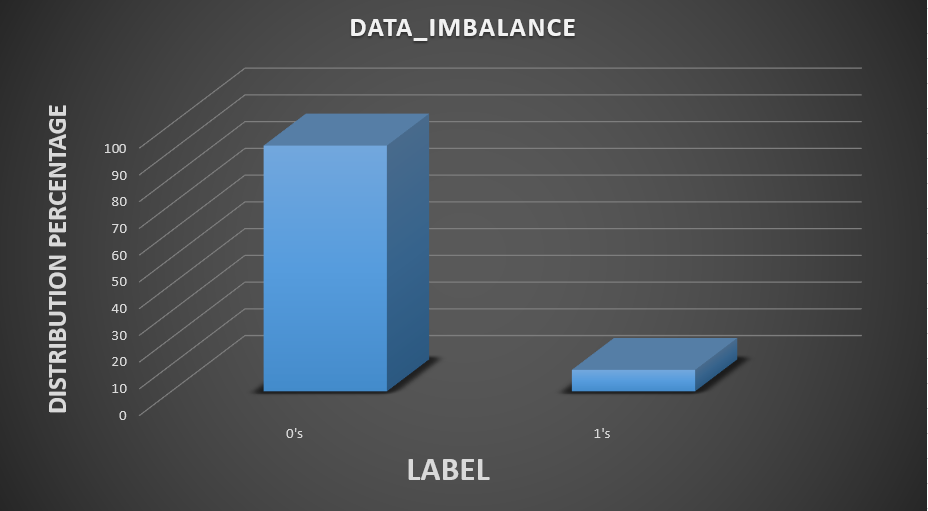 DATA_IMBALANCE
DISTRIBUTION PERCENTAGE
100
90
80
70
60
50
40
30
20
10
0
0's
1's
LABEL